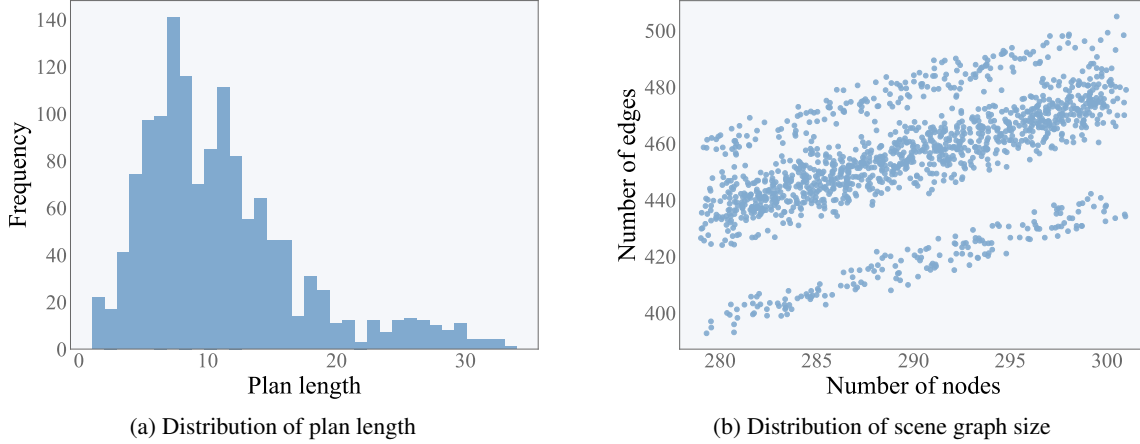 140
120
100
80
60
40
20
0
Frequency
0 10 20 30
Plan length
(a) Distribution of plan length
500
480
460
440
420
400
Number of edges
280 285 290 295 300
Number of nodes
(b) Distribution of scene graph size